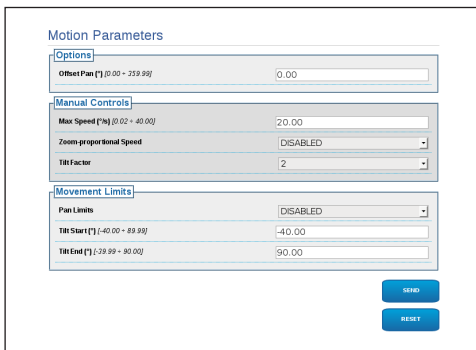 Motion Parameters
Options
Offset Pan (°) [0.00 ÷ 359.99] 0.00
Manual Controls
Max Speed (°/s) [0.02 ÷ 40.00] 20.00
Zoom-proportional Speed DISABLED
Tilt Factor 2
Movement Limits
Pan Limits DISABLED
Tilt Start (°) [-40.00 ÷ 89.99] -40.00
Tilt End (°) [-39.99 ÷ 90.00] 90.00
SEND
RESET